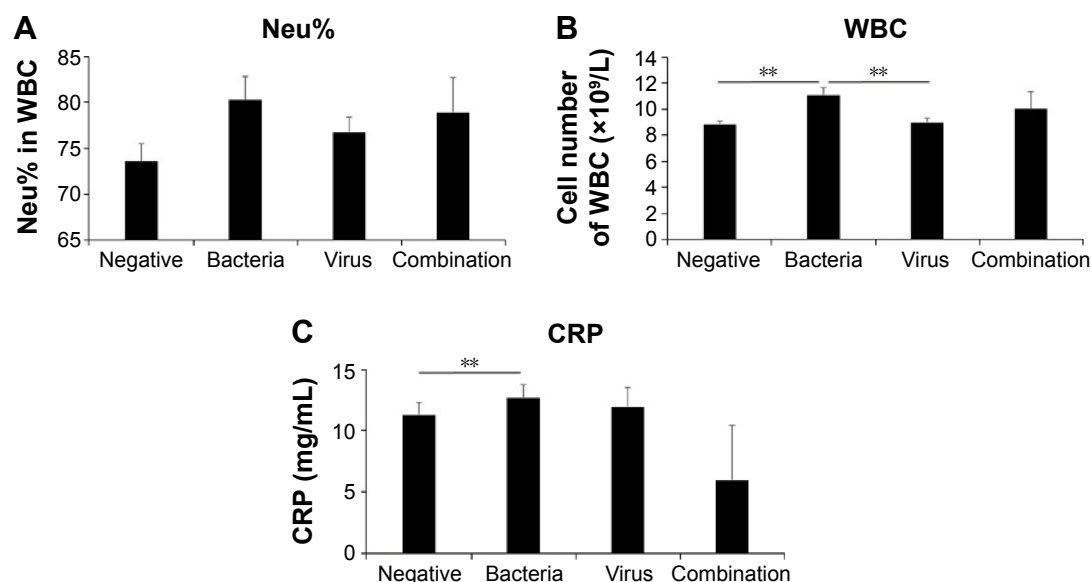 A
Neu%
Neu% in WBC
85
80
75
70
65
Negative
Bacteria
Virus
Combination
B
WBC
Cell number
of WBC (×10⁹/L)
14
12
10
8
6
4
2
0
**
**
Negative
Bacteria
Virus
Combination
C
CRP
CRP (mg/mL)
15
10
5
0
**
Negative
Bacteria
Virus
Combination